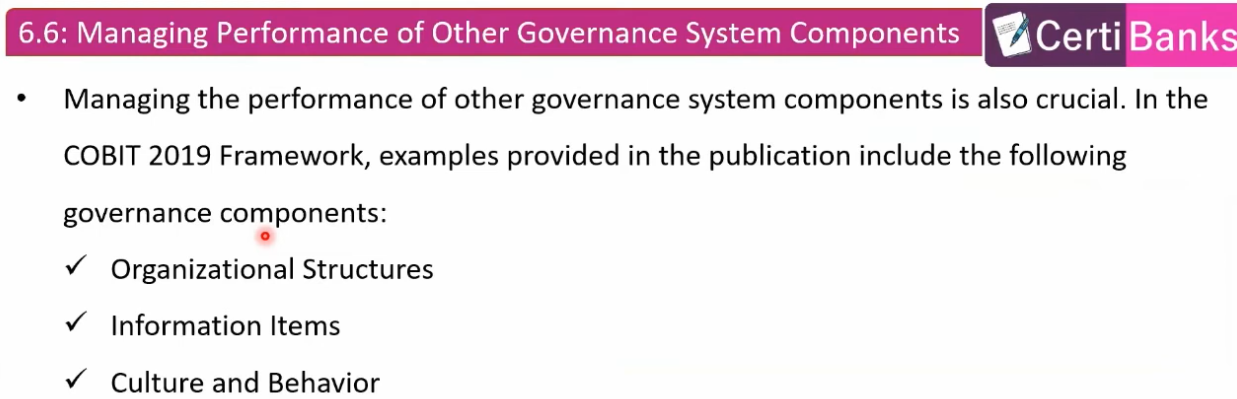 6.6: Managing Performance of Other Governance System Components
CertiBanks
• Managing the performance of other governance system components is also crucial. In the
COBIT 2019 Framework, examples provided in the publication include the following
governance components:
✓ Organizational Structures
✓ Information Items
✓ Culture and Behavior